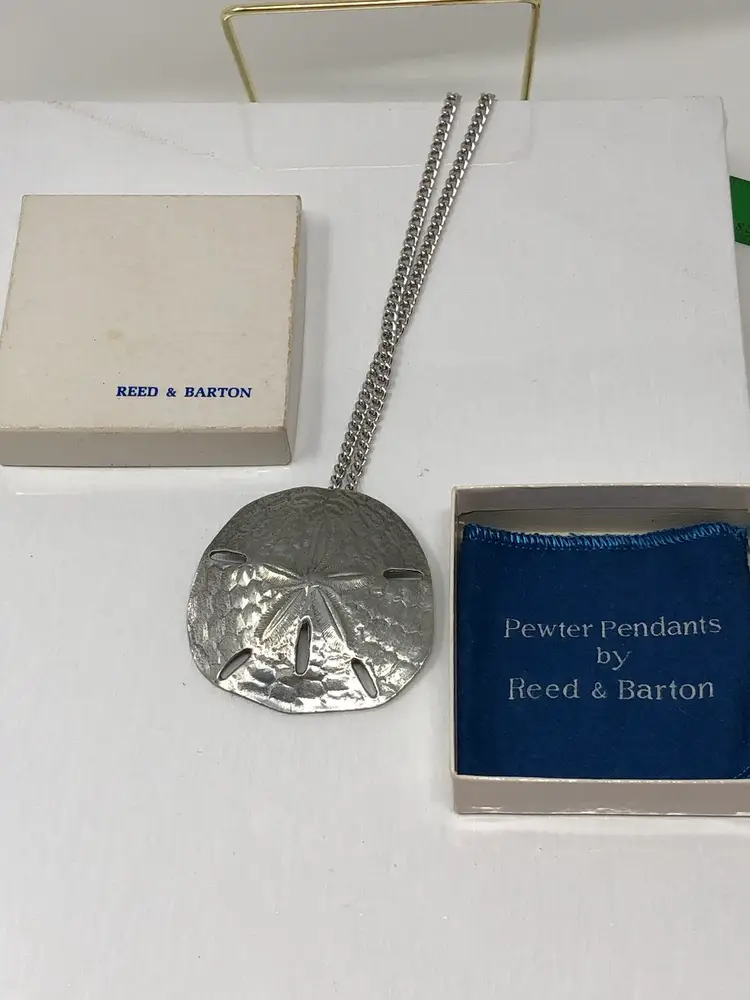 REED & BARTON
Pewter Pendants
by
Reed & Barton